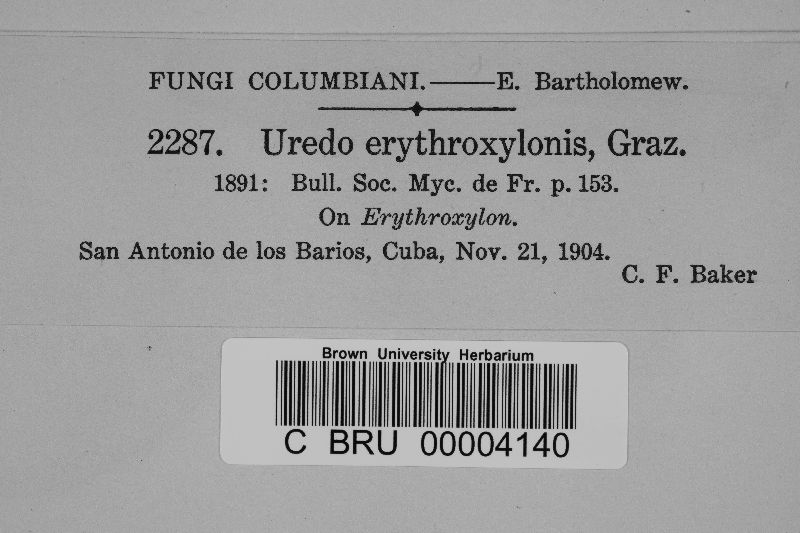 FUNGI COLUMBIANI.——E. Bartholomew.
2287. Uredo erythroxylonis, Graz.
1891: Bull. Soc. Myc. de Fr. p. 153.
On Erythroxylon.
San Antonio de los Barios, Cuba, Nov. 21, 1904.
C. F. Baker
Brown University Herbarium
C BRU 00004140